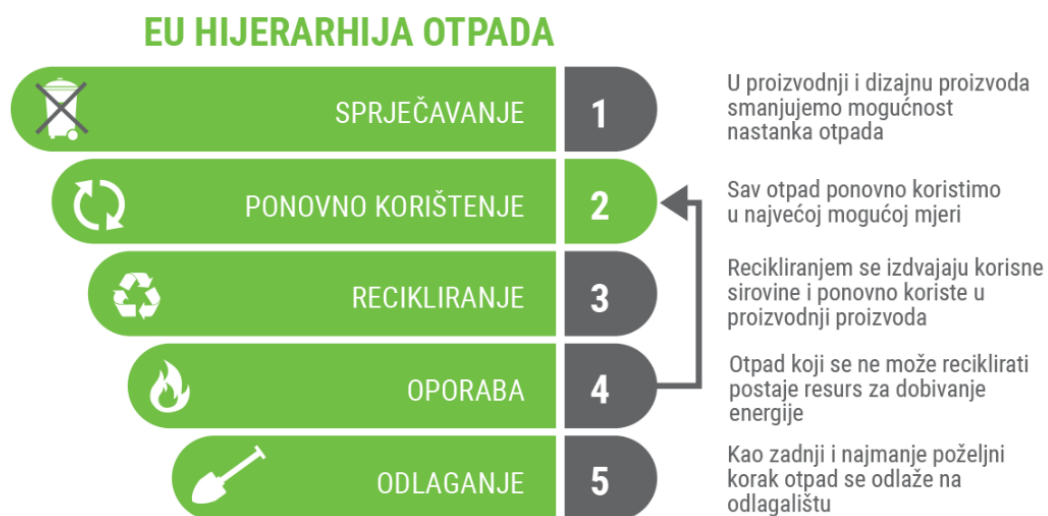 EU HIJERARHIJA OTPADA
SPRJEČAVANJE
1
U proizvodnji i dizajnu proizvoda
smanjujemo mogućnost
nastanka otpada
PONOVNO KORIŠTENJE
2
Sav otpad ponovno koristimo
u najvećoj mogućoj mjeri
RECIKLIRANJE
3
Recikliranjem se izdvajaju korisne
sirovine i ponovno koriste u
proizvodnji proizvoda
OPORABA
4
Otpad koji se ne može reciklirati
postaje resurs za dobivanje
energije
ODLAGANJE
5
Kao zadnji i najmanje poželjni
korak otpad se odlaže na
odlagalištu